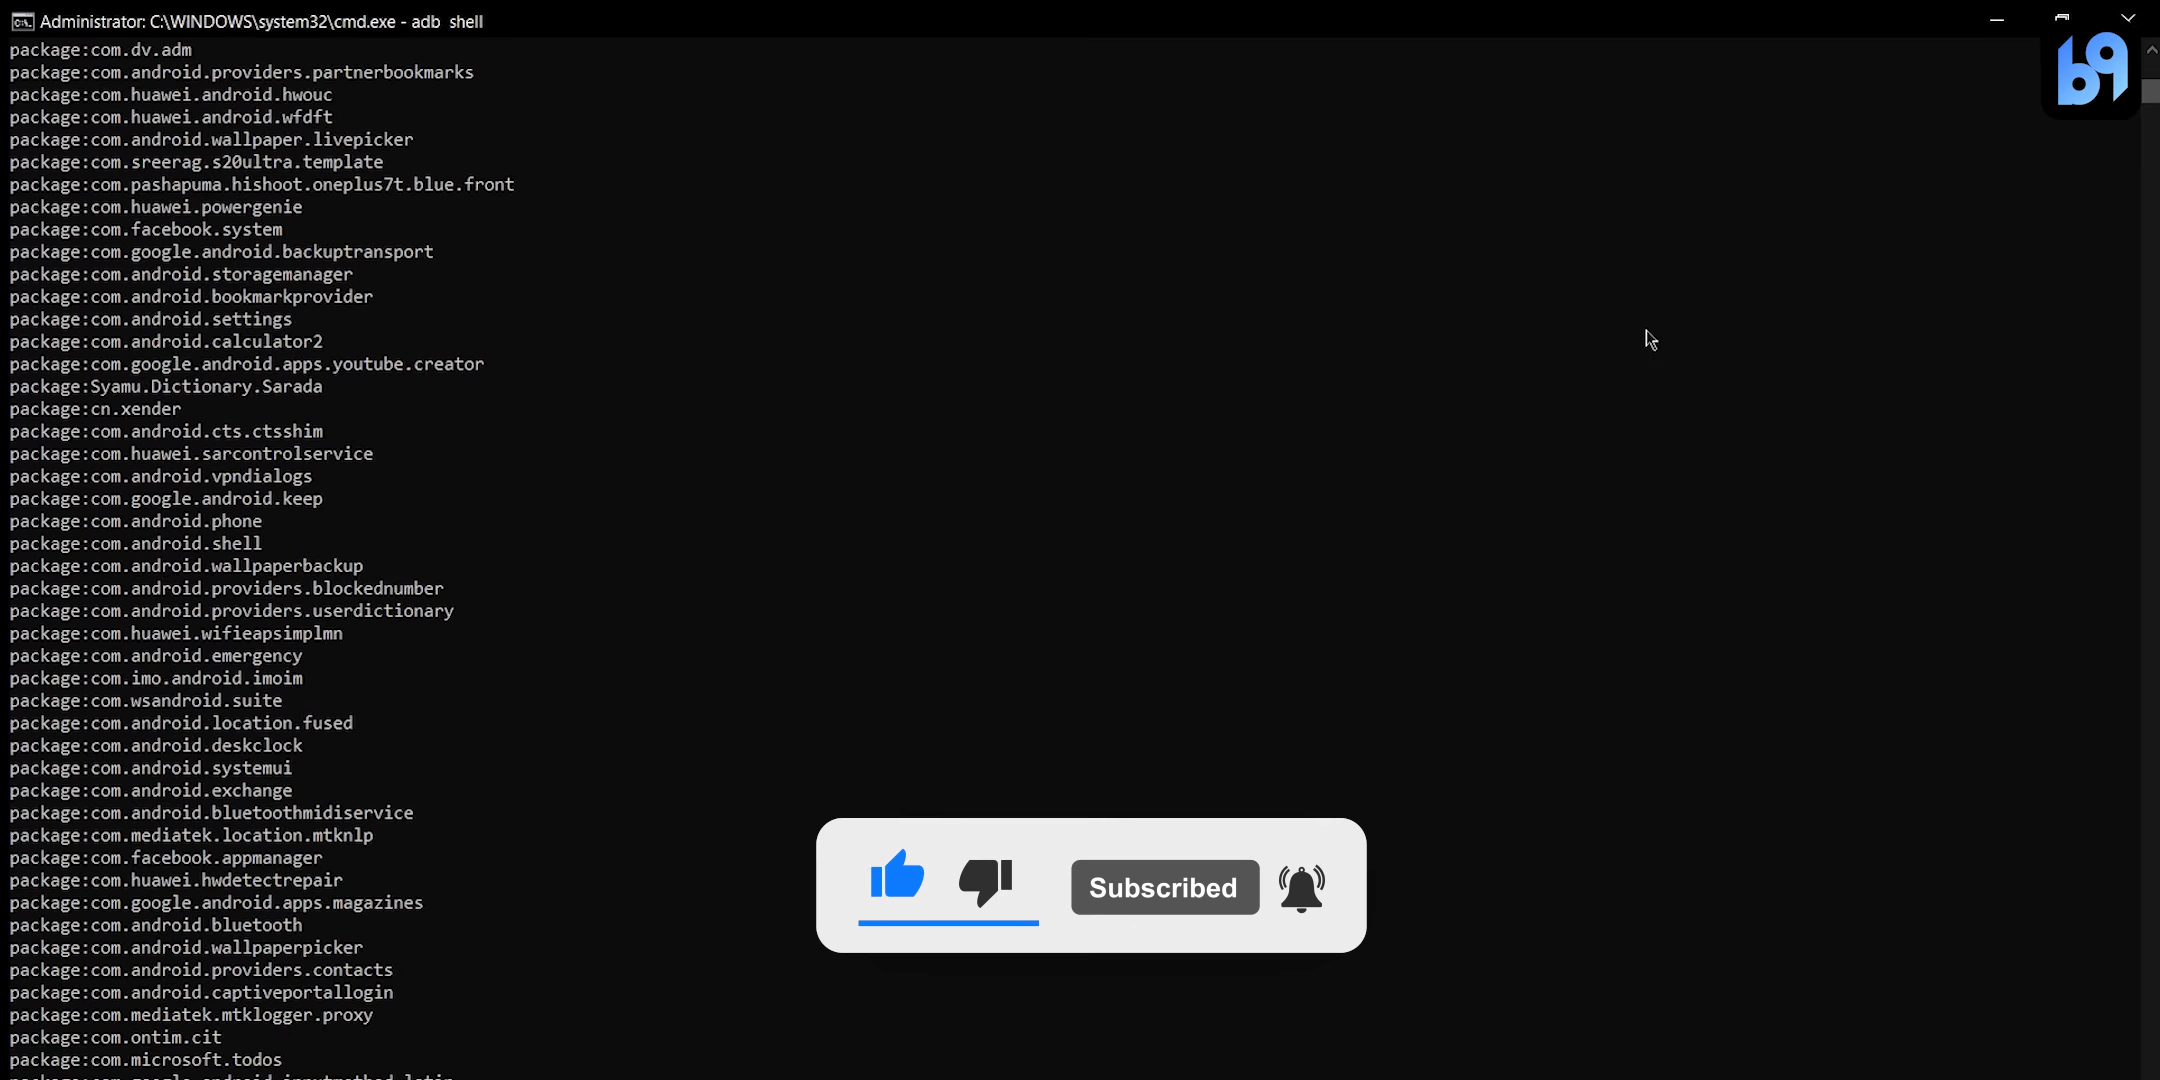 Administrator: C:\WINDOWS\system32\cmd.exe - adb  shell
package:com.dv.adm
package:com.android.providers.partnerbookmarks
package:com.huawei.android.hwouc
package:com.huawei.android.wfdft
package:com.android.wallpaper.livepicker
package:com.sreerag.s20ultra.template
package:com.pashapuma.hishoot.oneplus7t.blue.front
package:com.huawei.powergenie
package:com.facebook.system
package:com.google.android.backuptransport
package:com.android.storagemanager
package:com.android.bookmarkprovider
package:com.android.settings
package:com.android.calculator2
package:com.google.android.apps.youtube.creator
package:Syamu.Dictionary.Sarada
package:cn.xender
package:com.android.cts.ctsshim
package:com.huawei.sarcontrolservice
package:com.android.vpndialogs
package:com.google.android.keep
package:com.android.phone
package:com.android.shell
package:com.android.wallpaperbackup
package:com.android.providers.blockednumber
package:com.android.providers.userdictionary
package:com.huawei.wifieapsimplmn
package:com.android.emergency
package:com.imo.android.imoim
package:com.wsandroid.suite
package:com.android.location.fused
package:com.android.deskclock
package:com.android.systemui
package:com.android.exchange
package:com.android.bluetoothmidiservice
package:com.mediatek.location.mtknlp
package:com.facebook.appmanager
package:com.huawei.hwdetectrepair
package:com.google.android.apps.magazines
package:com.android.bluetooth
package:com.android.wallpaperpicker
package:com.android.providers.contacts
package:com.android.captiveportallogin
package:com.mediatek.mtklogger.proxy
package:com.ontim.cit
package:com.microsoft.todos
Subscribed